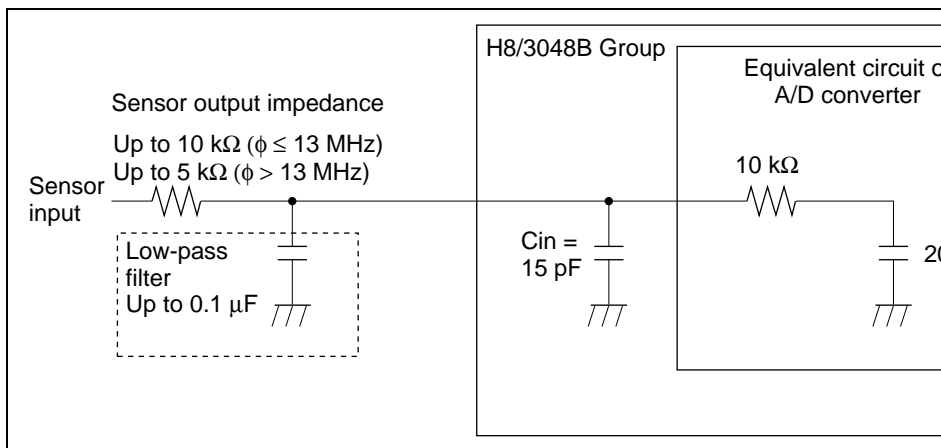 H8/3048B Group
Equivalent circuit o
A/D converter
Sensor output impedance
Up to 10 kΩ (ϕ ≤ 13 MHz)
Up to 5 kΩ (ϕ > 13 MHz)
Sensor
input
10 kΩ
Low-pass
filter
Up to 0.1 μF
Cin =
15 pF
20